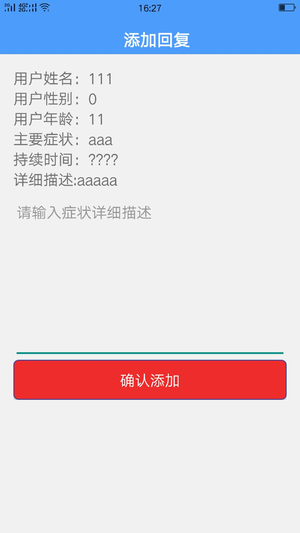 16:27
添加回复
用户姓名：111
用户性别：0
用户年龄：11
主要症状：aaa
持续时间：????
详细描述:aaaaa
请输入症状详细描述
确认添加